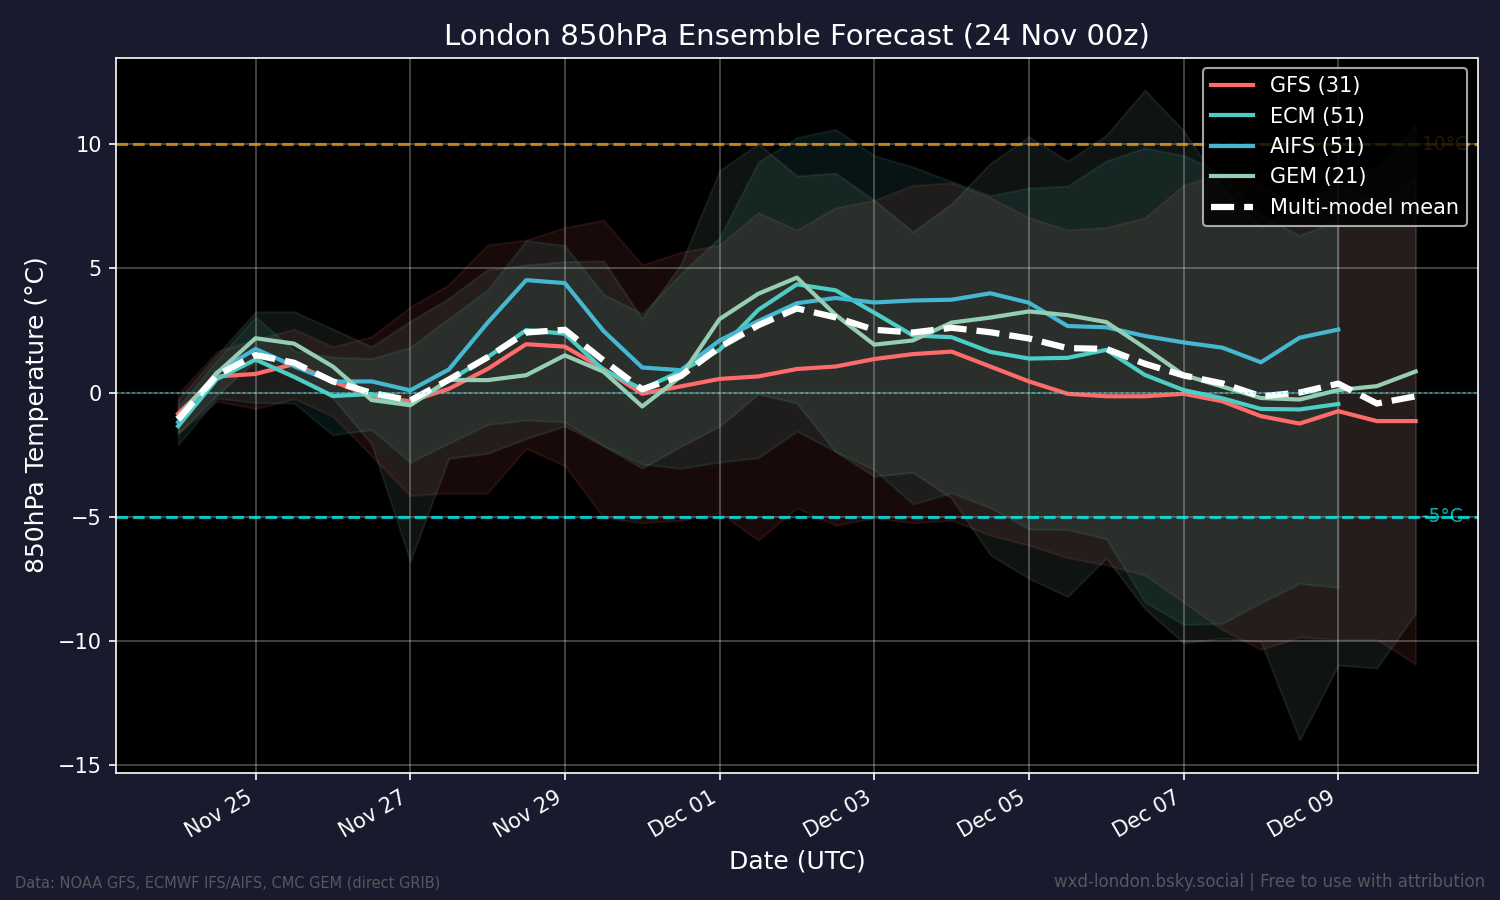 London 850hPa Ensemble Forecast (24 Nov 00z)
GFS (31)
ECM (51)
AIFS (51)
GEM (21)
Multi-model mean
10°C
-5°C
850hPa Temperature (°C)
10
5
0
−5
−10
−15
Nov 25
Nov 27
Nov 29
Dec 01
Dec 03
Dec 05
Dec 07
Dec 09
Date (UTC)
Data: NOAA GFS, ECMWF IFS/AIFS, CMC GEM (direct GRIB)
wxd-london.bsky.social | Free to use with attribution